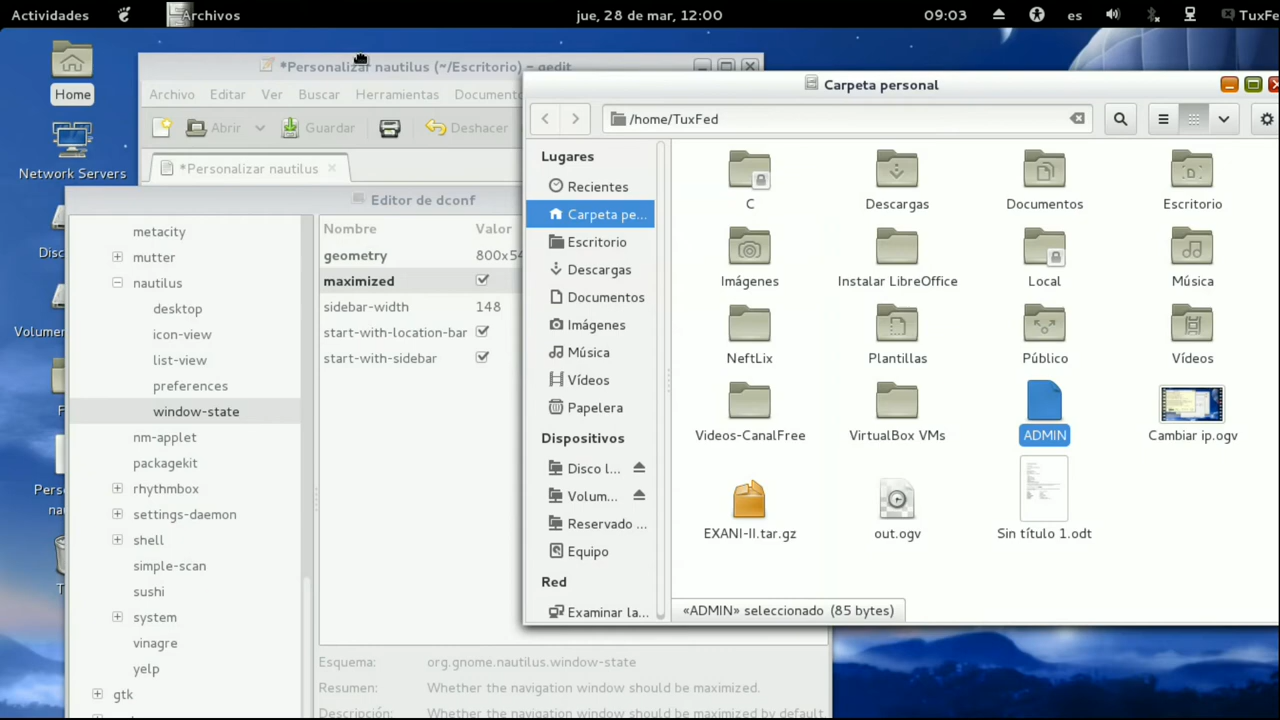 Actividades
Archivos
jue, 28 de mar, 12:00
09:03
es
TuxFe
Home
Network Servers
Disc
Volumen
F
Pers
na
T
*Personalizar nautilus (~/Escritorio) – gedit
Archivo Editar Ver Buscar Herramientas Documento
Abrir Guardar Deshacer
*Personalizar nautilus
Editor de dconf
metacity
mutter
nautilus
desktop
icon-view
list-view
preferences
window-state
nm-applet
packagekit
rhythmbox
settings-daemon
shell
simple-scan
sushi
system
vinagre
yelp
gtk
Nombre Valor
geometry 800x54
maximized
sidebar-width 148
start-with-location-bar
start-with-sidebar
Esquema: org.gnome.nautilus.window-state
Resumen: Whether the navigation window should be maximized.
Descripción: Whether the navigation window should be maximized by default.
Carpeta personal
/home/TuxFed
Lugares
Recientes
Carpeta pe...
Escritorio
Descargas
Documentos
Imágenes
Música
Vídeos
Papelera
Dispositivos
Disco l...
Volum...
Reservado ...
Equipo
Red
Examinar la...
C Descargas Documentos Escritorio
Imágenes Instalar LibreOffice Local Música
NeftLix Plantillas Público Vídeos
Videos-CanalFree VirtualBox VMs ADMIN Cambiar ip.ogv
EXANI-II.tar.gz out.ogv Sin título 1.odt
«ADMIN» seleccionado (85 bytes)